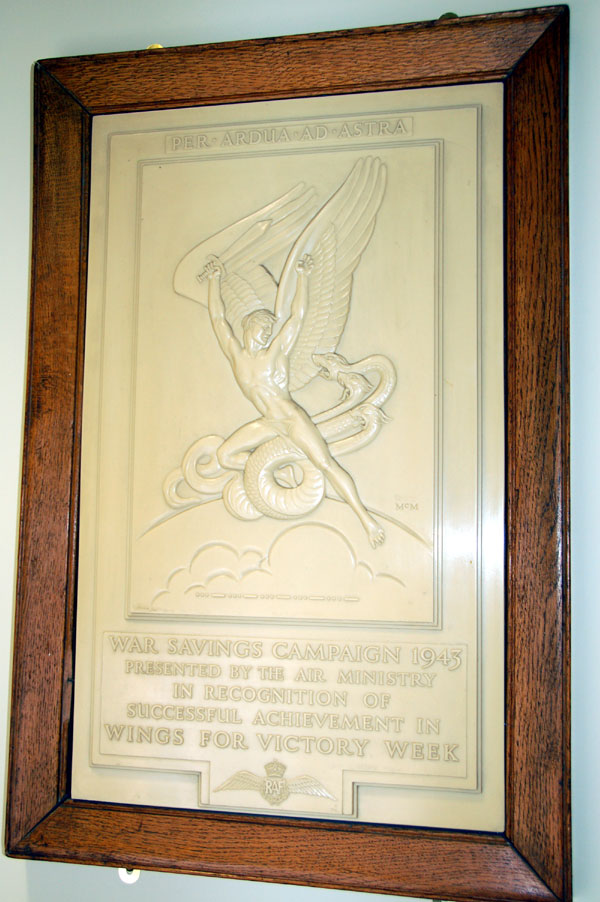 PER · ARDUA · AD · ASTRA
McM
WAR SAVINGS CAMPAIGN 1943
PRESENTED BY THE AIR MINISTRY
IN RECOGNITION OF
SUCCESSFUL ACHIEVEMENT IN
WINGS FOR VICTORY WEEK
RAF